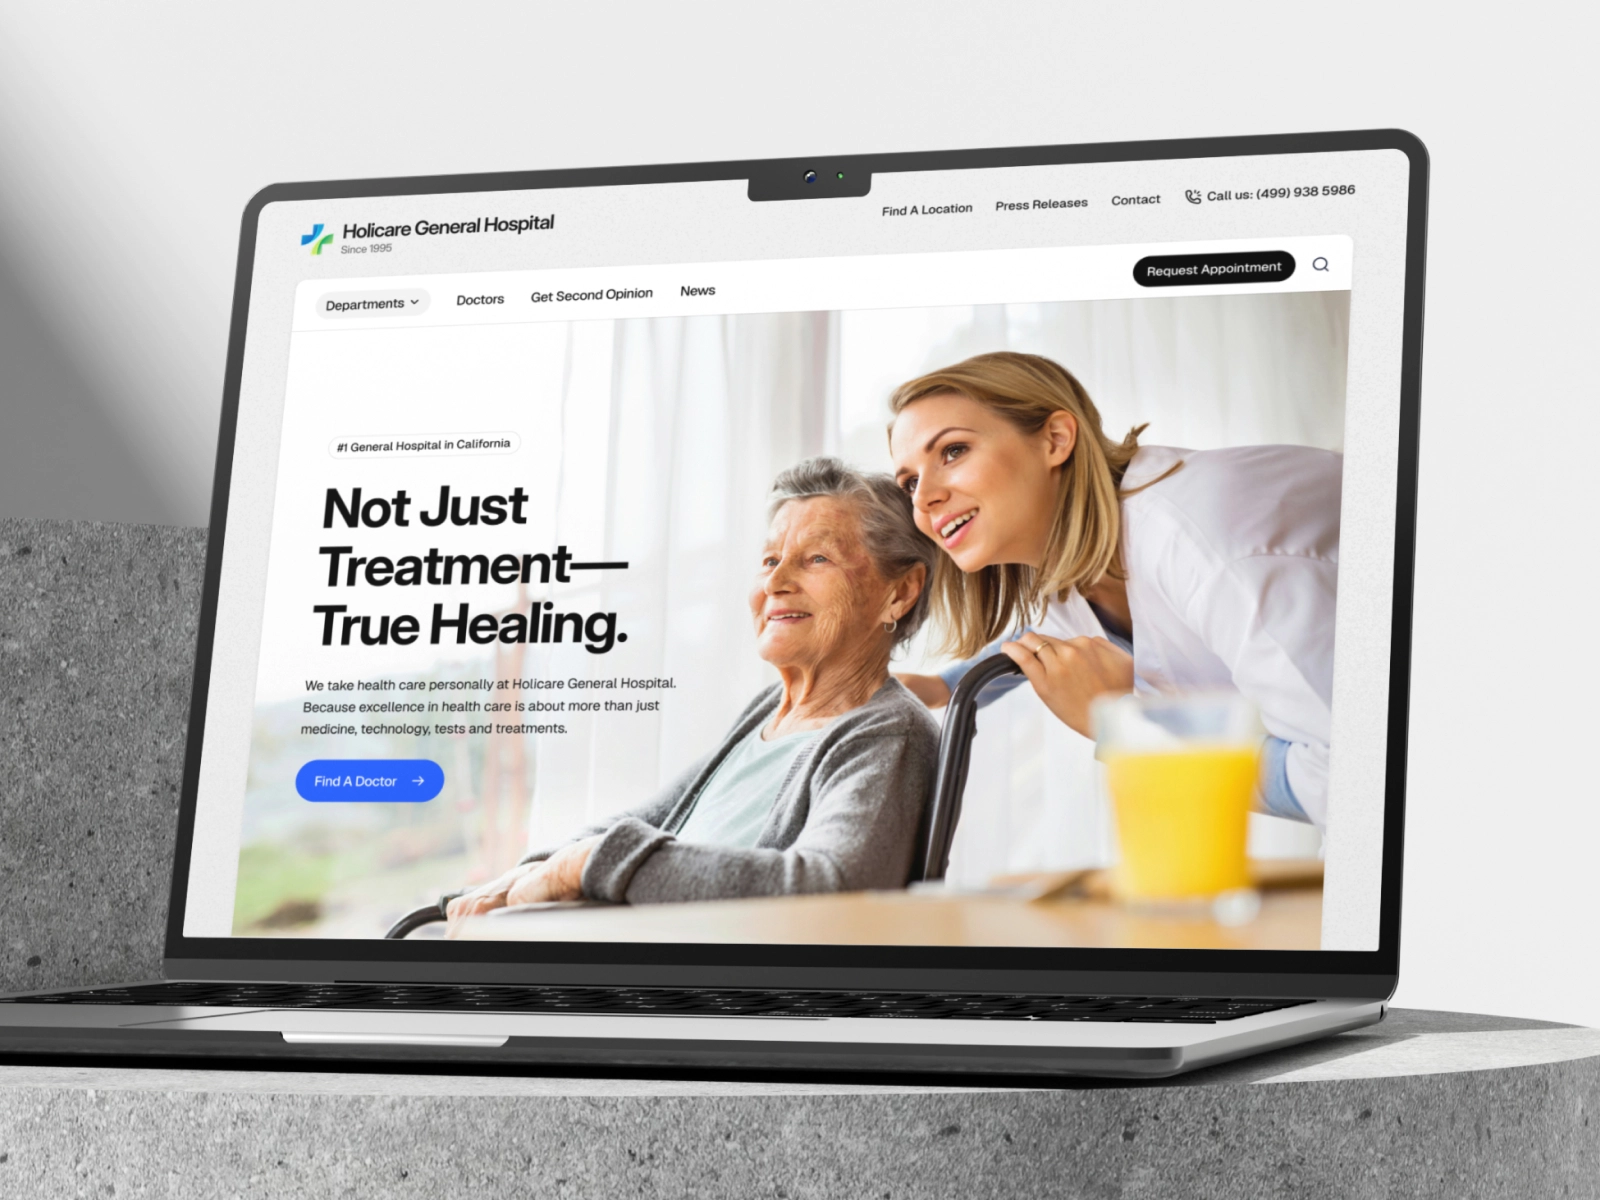 Holicare General Hospital
Since 1995
Find A Location
Press Releases
Contact
Call us: (499) 938 5986
Departments
Doctors
Get Second Opinion
News
Request Appointment
#1 General Hospital in California
Not Just
Treatment—
True Healing.
We take health care personally at Holicare General Hospital.
Because excellence in health care is about more than just
medicine, technology, tests and treatments.
Find A Doctor